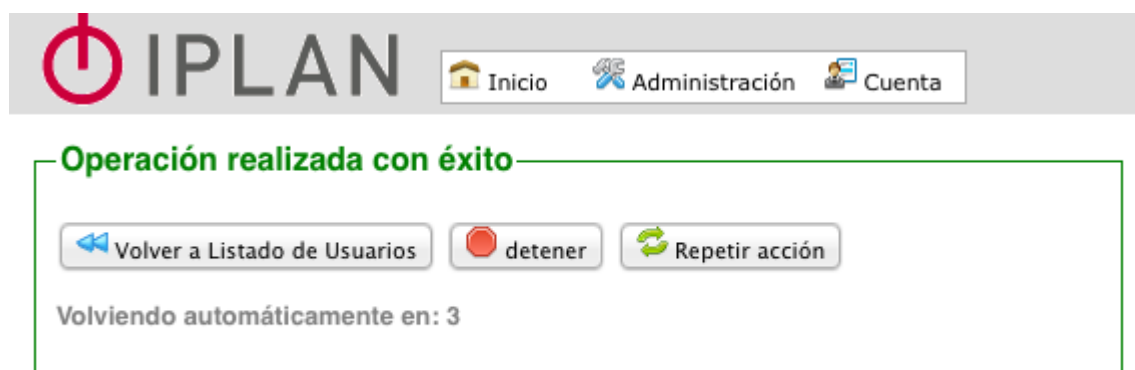 IPLAN
Inicio Administración Cuenta
Operación realizada con éxito
Volver a Listado de Usuarios detener Repetir acción
Volviendo automáticamente en: 3